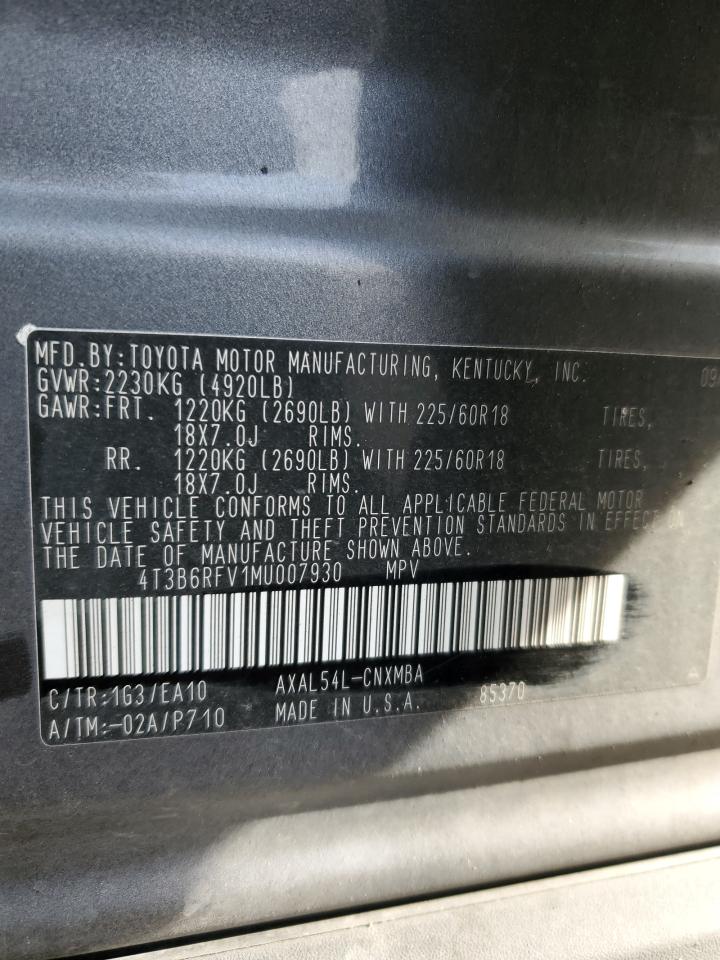 MFD.BY:TOYOTA MOTOR MANUFACTURING, KENTUCKY, INC. 09
GVWR:2230KG (4920LB)
GAWR:FRT. 1220KG (2690LB) WITH 225/60R18 TIRES,
18X7.0J RIMS.
RR. 1220KG (2690LB) WITH 225/60R18 TIRES,
18X7.0J RIMS.
THIS VEHICLE CONFORMS TO ALL APPLICABLE FEDERAL MOTOR
VEHICLE SAFETY AND THEFT PREVENTION STANDARDS IN EFFECT ON
THE DATE OF MANUFACTURE SHOWN ABOVE.
4T3B6RFV1MU007930 MPV
C/TR:1G3/EA10 AXAL54L-CNXMBA
A/TM:-02A/P710 MADE IN U.S.A. 85370